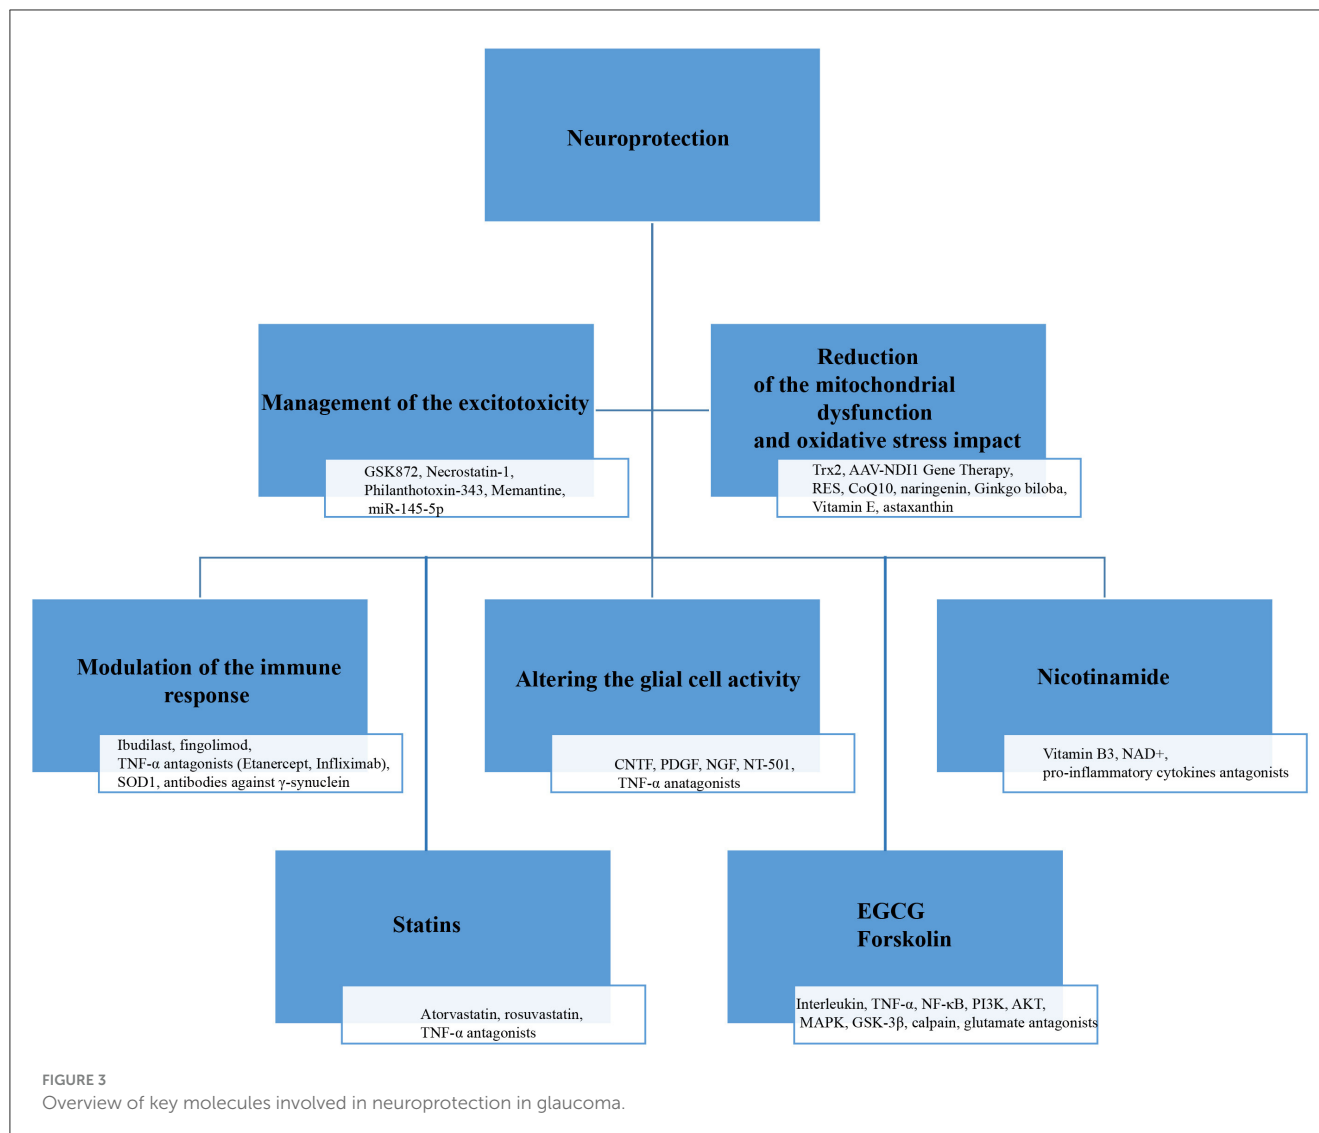 Neuroprotection
Management of the excitotoxicity
GSK872, Necrostatin-1,
Philanthotoxin-343, Memantine,
miR-145-5p
Reduction
of the mitochondrial
dysfunction
and oxidative stress impact
Trx2, AAV-NDI1 Gene Therapy,
RES, CoQ10, naringenin, Ginkgo biloba,
Vitamin E, astaxanthin
Modulation of the immune
response
Ibudilast, fingolimod,
TNF-α antagonists (Etanercept, Infliximab),
SOD1, antibodies against γ-synuclein
Altering the glial cell activity
CNTF, PDGF, NGF, NT-501,
TNF-α anatagonists
Nicotinamide
Vitamin B3, NAD+,
pro-inflammatory cytokines antagonists
Statins
Atorvastatin, rosuvastatin,
TNF-α antagonists
EGCG
Forskolin
Interleukin, TNF-α, NF-κB, PI3K, AKT,
MAPK, GSK-3β, calpain, glutamate antagonists
FIGURE 3
Overview of key molecules involved in neuroprotection in glaucoma.